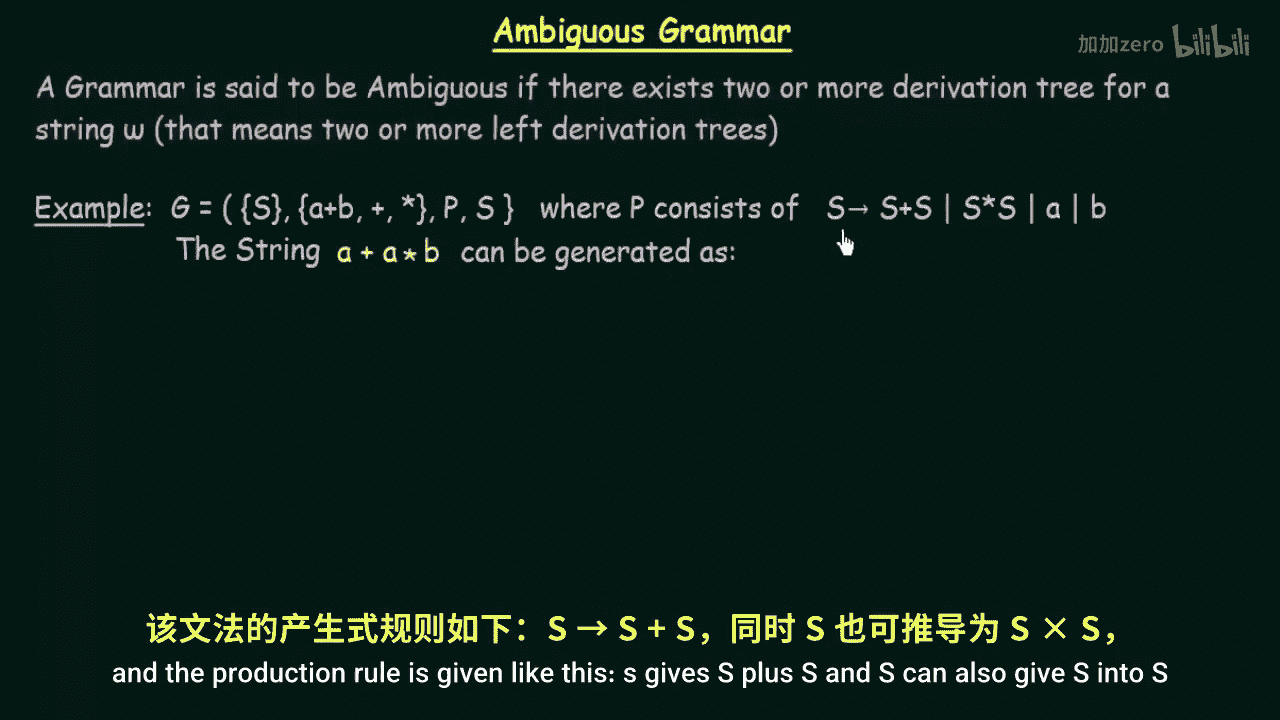 Ambiguous Grammar
加加zero bilibili
A Grammar is said to be Ambiguous if there exists two or more derivation tree for a
string ω (that means two or more left derivation trees)
Example: G = ( {S}, {a+b, +, *}, P, S } where P consists of S→ S+S | S*S | a | b
The String a + a * b can be generated as:
该文法的产生式规则如下：S → S + S，同时 S 也可推导为 S × S，
and the production rule is given like this: s gives S plus S and S can also give S into S